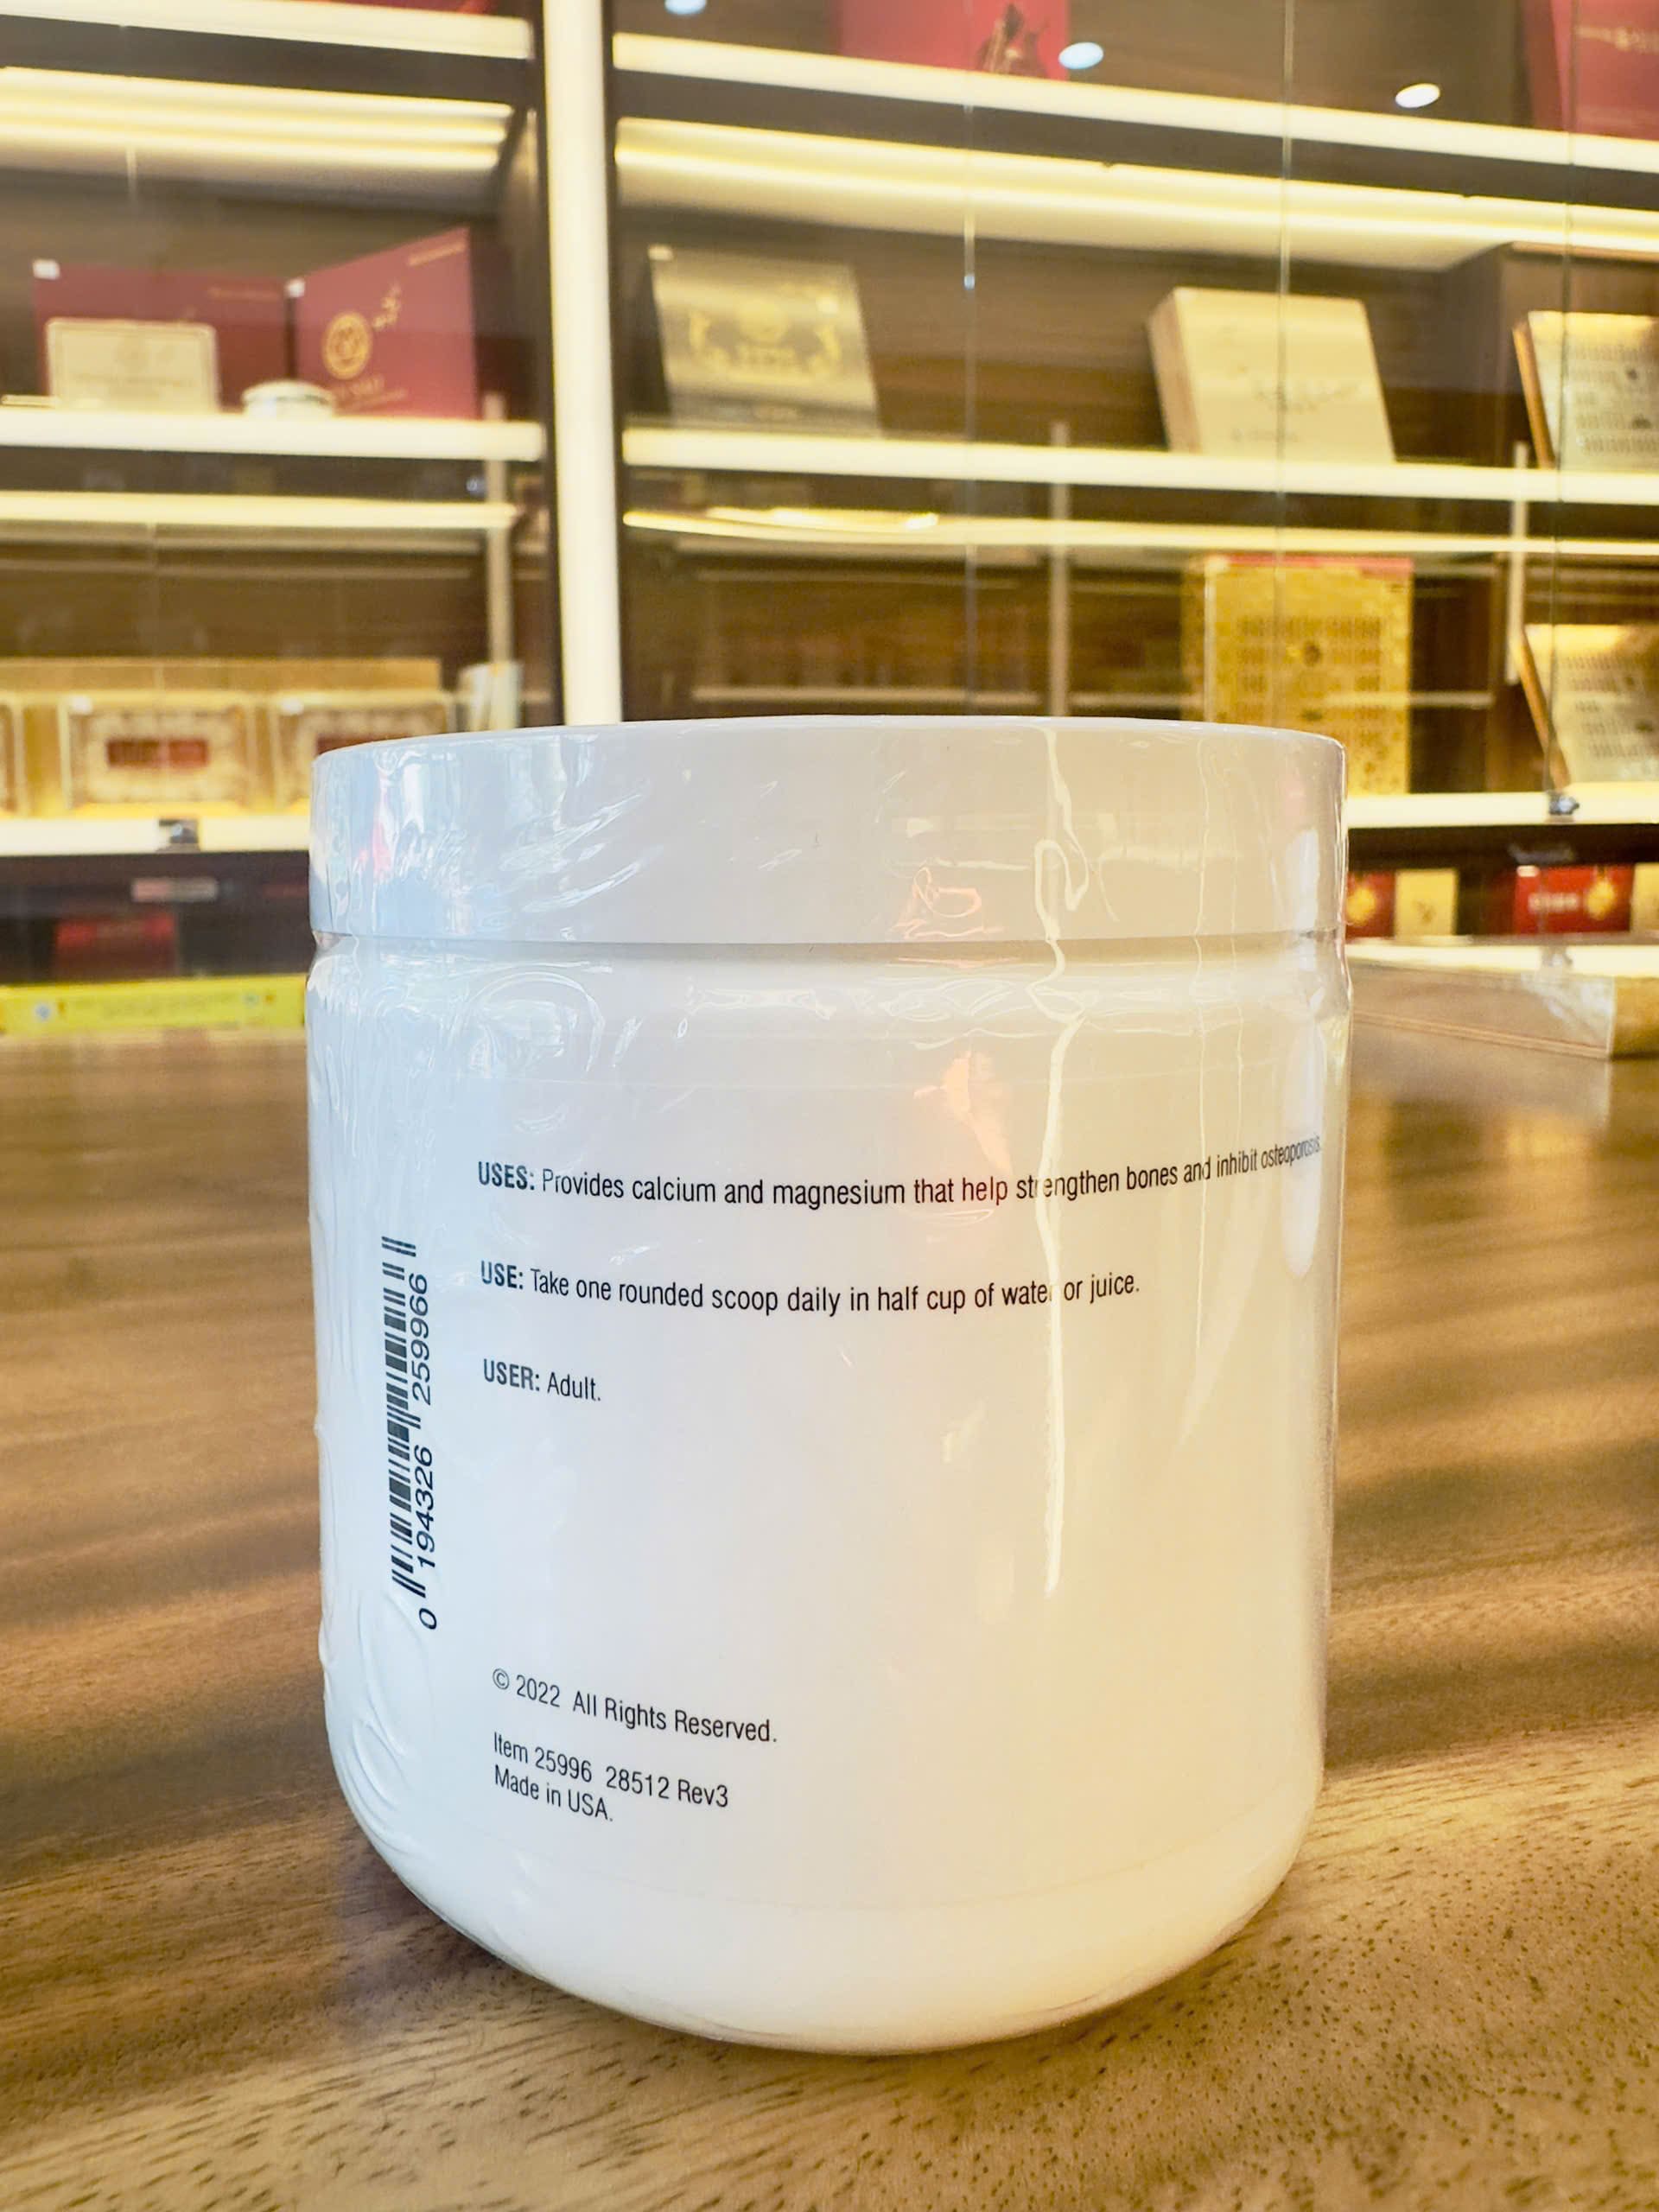 USES: Provides calcium and magnesium that help strengthen bones and inhibit osteoporosis.
USE: Take one rounded scoop daily in half cup of water or juice.
USER: Adult.
0 194326 259966
© 2022 All Rights Reserved.
Item 25996 28512 Rev3
Made in USA.